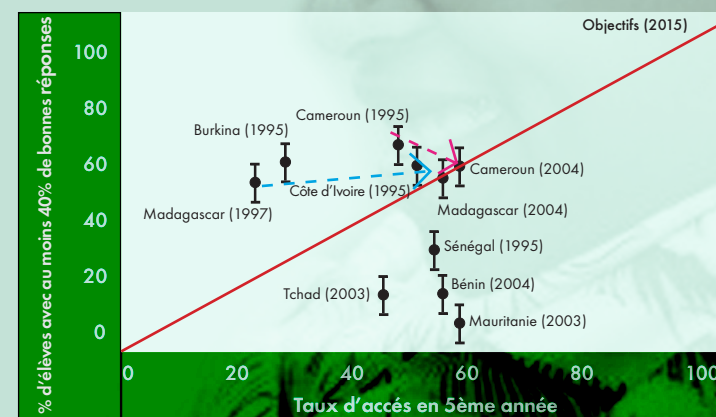 % d'élèves avec au moins 40% de bonnes réponses
Objectifs (2015)
100
80
60
40
20
0
Cameroun (1995)
Burkina (1995)
Cameroun (2004)
Côte d'Ivoire (1995)
Madagascar (1997)
Madagascar (2004)
Sénégal (1995)
Tchad (2003)
Bénin (2004)
Mauritanie (2003)
0 20 40 60 80 100
Taux d'accés en 5ème année